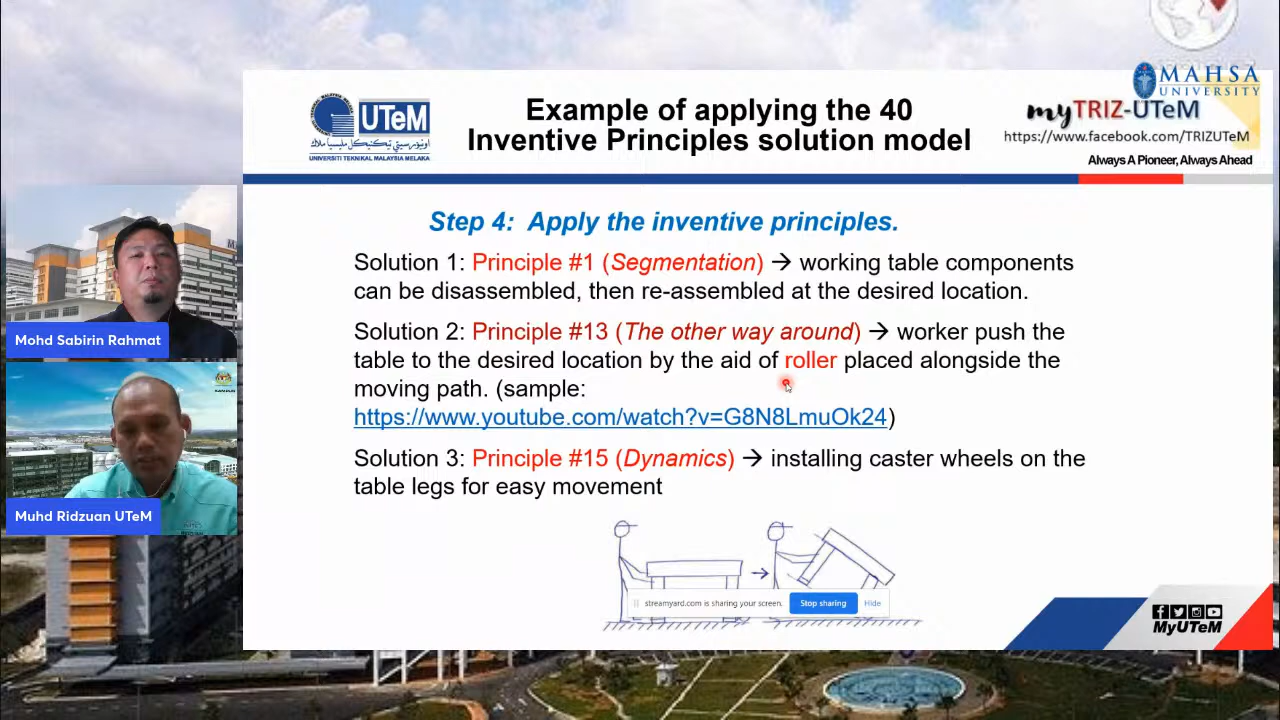 MAHSA
UNIVERSITY
UTeM
اونيۏرسيتي تيكنيكل مليسيا ملاك
UNIVERSITI TEKNIKAL MALAYSIA MELAKA
Example of applying the 40
Inventive Principles solution model
myTRIZ-UTeM
https://www.facebook.com/TRIZUTeM
Always A Pioneer, Always Ahead
Step 4: Apply the inventive principles.
Solution 1: Principle #1 (Segmentation) → working table components
can be disassembled, then re-assembled at the desired location.
Solution 2: Principle #13 (The other way around) → worker push the
table to the desired location by the aid of roller placed alongside the
moving path. (sample:
https://www.youtube.com/watch?v=G8N8LmuOk24)
Solution 3: Principle #15 (Dynamics) → installing caster wheels on the
table legs for easy movement
streamyard.com is sharing your screen.
Stop sharing
Hide
MyUTeM
Mohd Sabirin Rahmat
Muhd Ridzuan UTeM